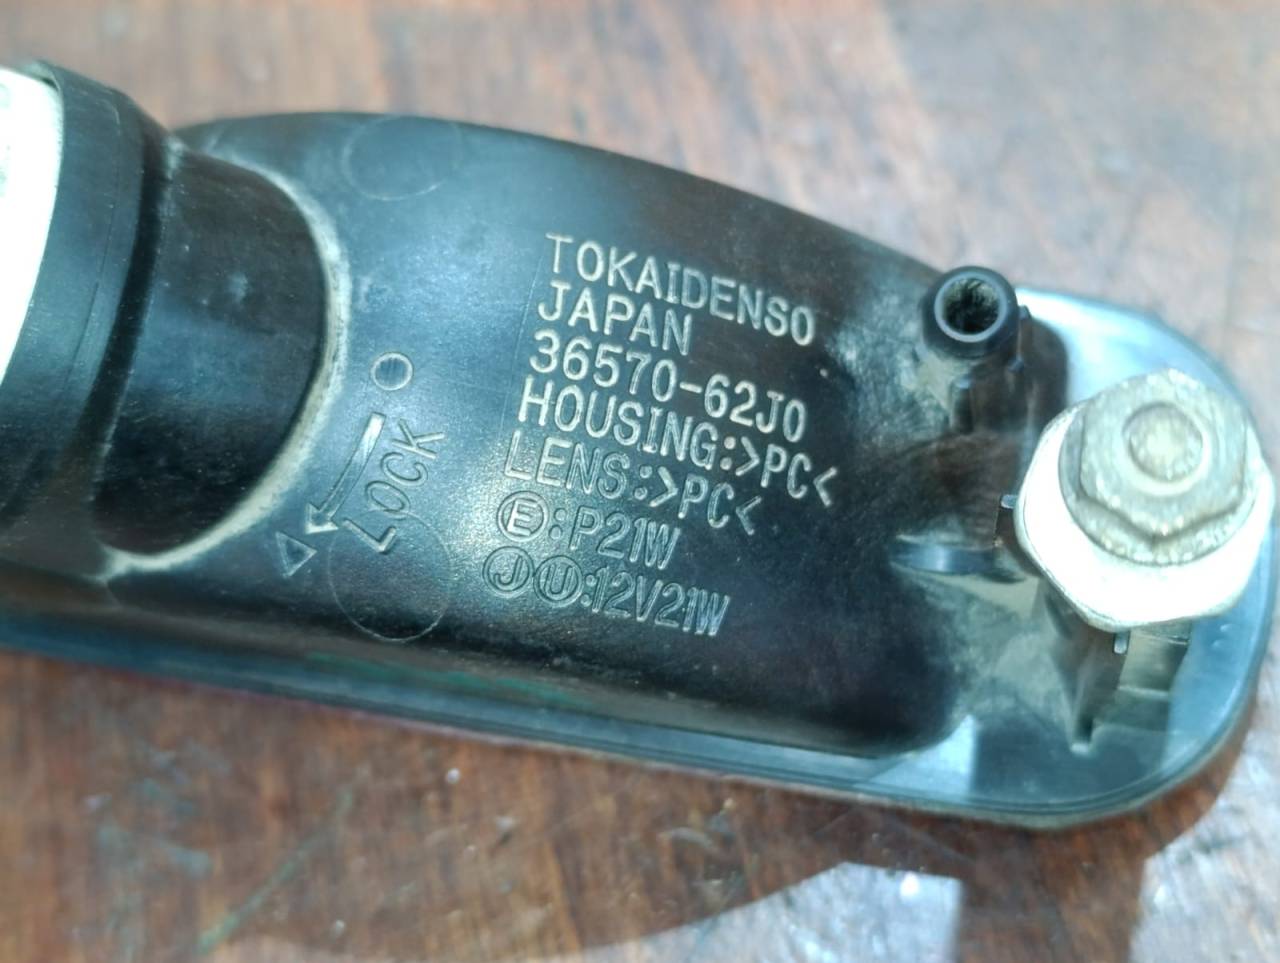 TOKAIDENSO
JAPAN
36570-62J0
HOUSING:>PC<
LENS:>PC<
Ⓔ:P21W
ⒿⓊ:12V21W
LOCK